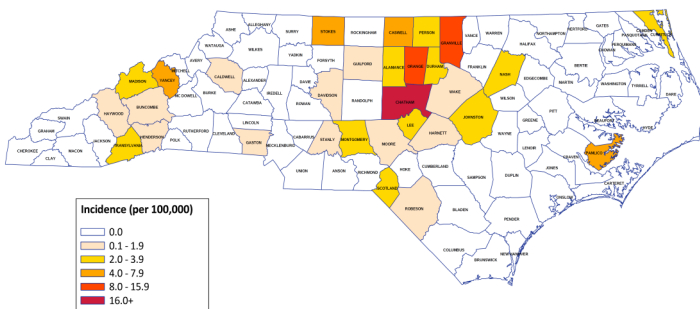 ALLEGHANY
ASHE
SURRY
STOKES
ROCKINGHAM
CASWELL
PERSON
GRANVILLE
VANCE
WARREN
NORTHAMPTON
GATES
HALIFAX
WATAUGA
WILKES
YADKIN
FORSYTH
GUILFORD
ALAMANCE
ORANGE
DURHAM
FRANKLIN
NASH
EDGECOMBE
BERTIE
MARTIN
WASHINGTON
TYRRELL
DARE
AVERY
MITCHELL
YANCEY
MADISON
CALDWELL
ALEXANDER
IREDELL
DAVIE
DAVIDSON
RANDOLPH
CHATHAM
WAKE
WILSON
PITT
BEAUFORT
HYDE
BUNCOMBE
MC DOWELL
BURKE
CATAWBA
ROWAN
LEE
JOHNSTON
GREENE
HAYWOOD
SWAIN
GRAHAM
CHEROKEE
CLAY
MACON
JACKSON
TRANSYLVANIA
HENDERSON
POLK
RUTHERFORD
CLEVELAND
LINCOLN
GASTON
MECKLENBURG
CABARRUS
STANLY
MONTGOMERY
MOORE
HARNETT
WAYNE
LENOIR
CRAVEN
PAMLICO
UNION
ANSON
RICHMOND
HOKE
CUMBERLAND
SAMPSON
DUPLIN
JONES
CARTERET
ONSLOW
SCOTLAND
ROBESON
BLADEN
PENDER
COLUMBUS
BRUNSWICK
NEW HANOVER
Incidence (per 100,000)
0.0
0.1 - 1.9
2.0 - 3.9
4.0 - 7.9
8.0 - 15.9
16.0+